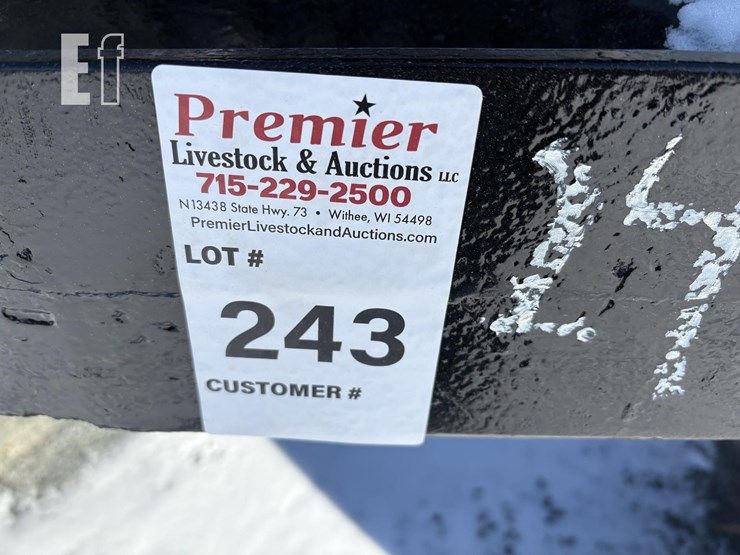 Ef
Premier
Livestock & Auctions LLC
715-229-2500
N13438 State Hwy. 73 • Withee, WI 54498
PremierLivestockandAuctions.com
LOT #
243
CUSTOMER #